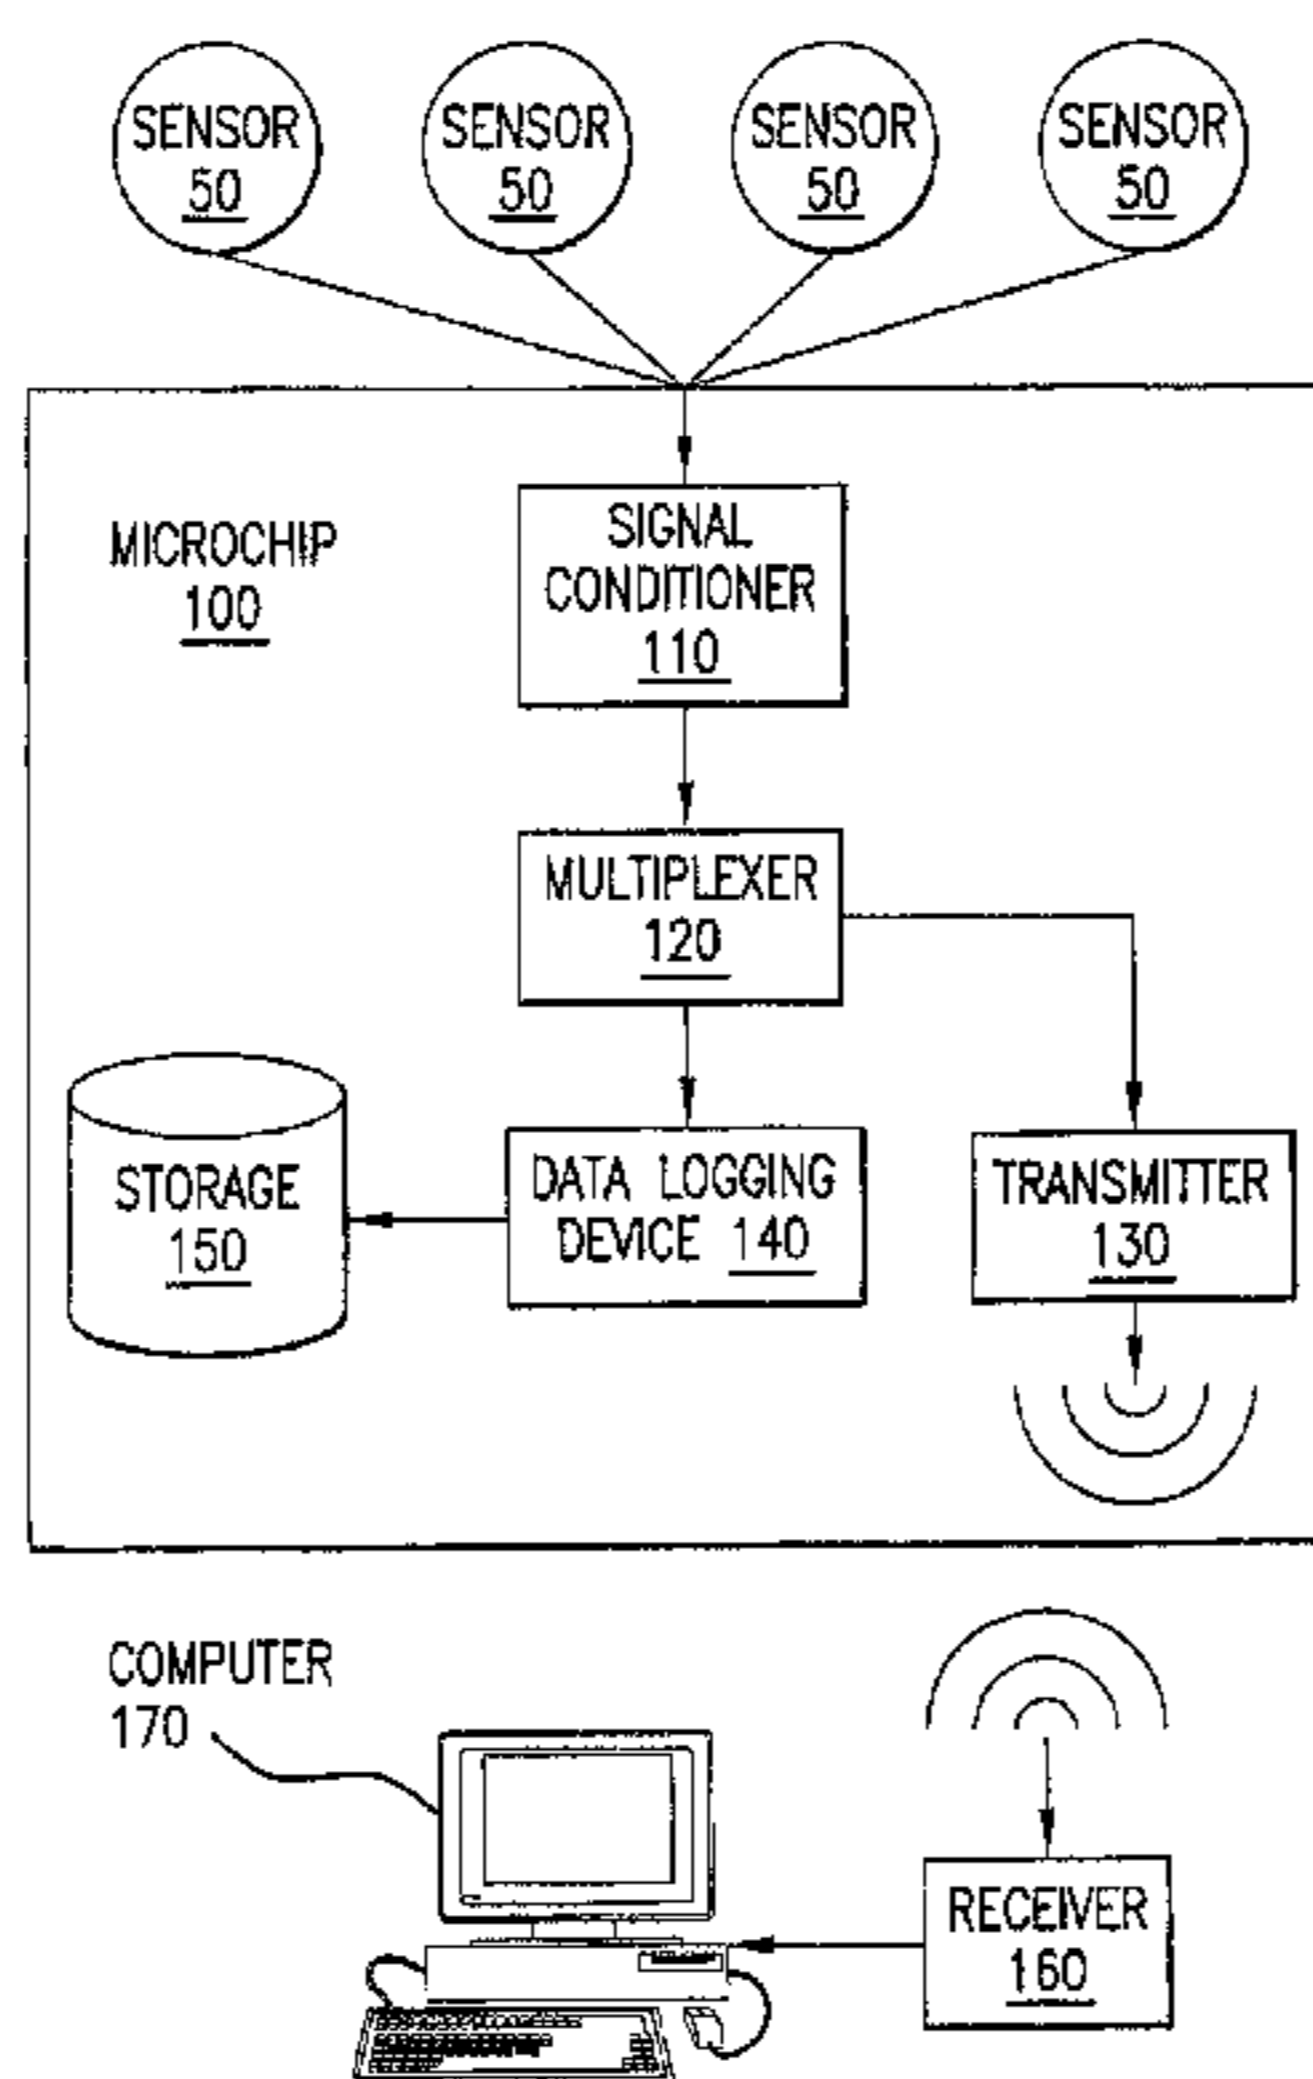 SENSOR
50
SENSOR
50
SENSOR
50
SENSOR
50
MICROCHIP
100
SIGNAL
CONDITIONER
110
MULTIPLEXER
120
STORAGE
150
DATA LOGGING
DEVICE 140
TRANSMITTER
130
COMPUTER
170
RECEIVER
160